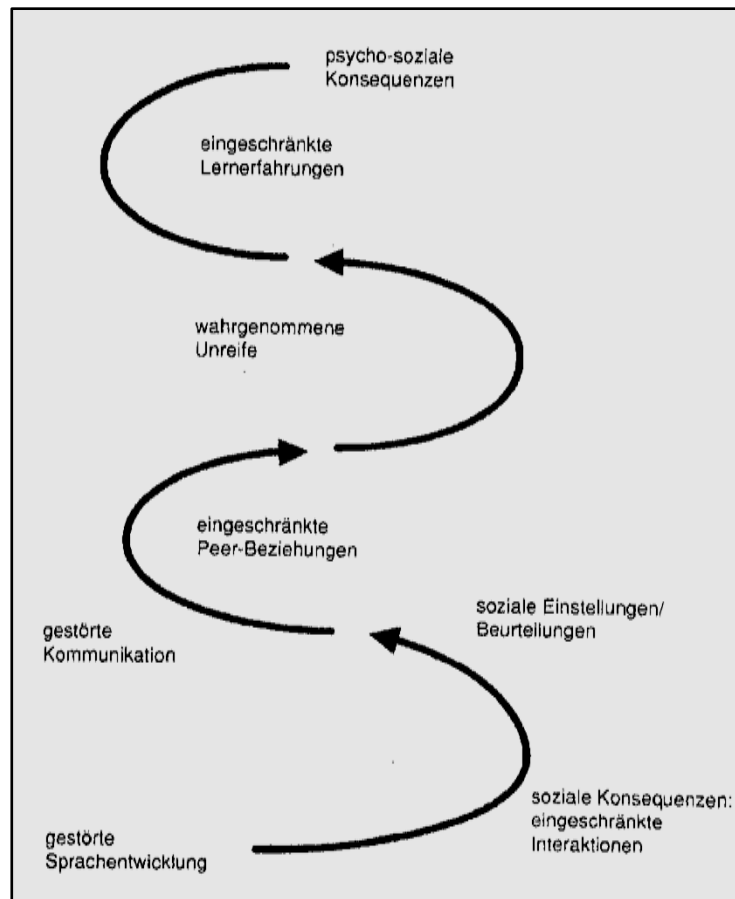 psycho-soziale
Konsequenzen
eingeschränkte
Lernerfahrungen
wahrgenommene
Unreife
eingeschränkte
Peer-Beziehungen
soziale Einstellungen/
Beurteilungen
gestörte
Kommunikation
soziale Konsequenzen:
eingeschränkte
Interaktionen
gestörte
Sprachentwicklung